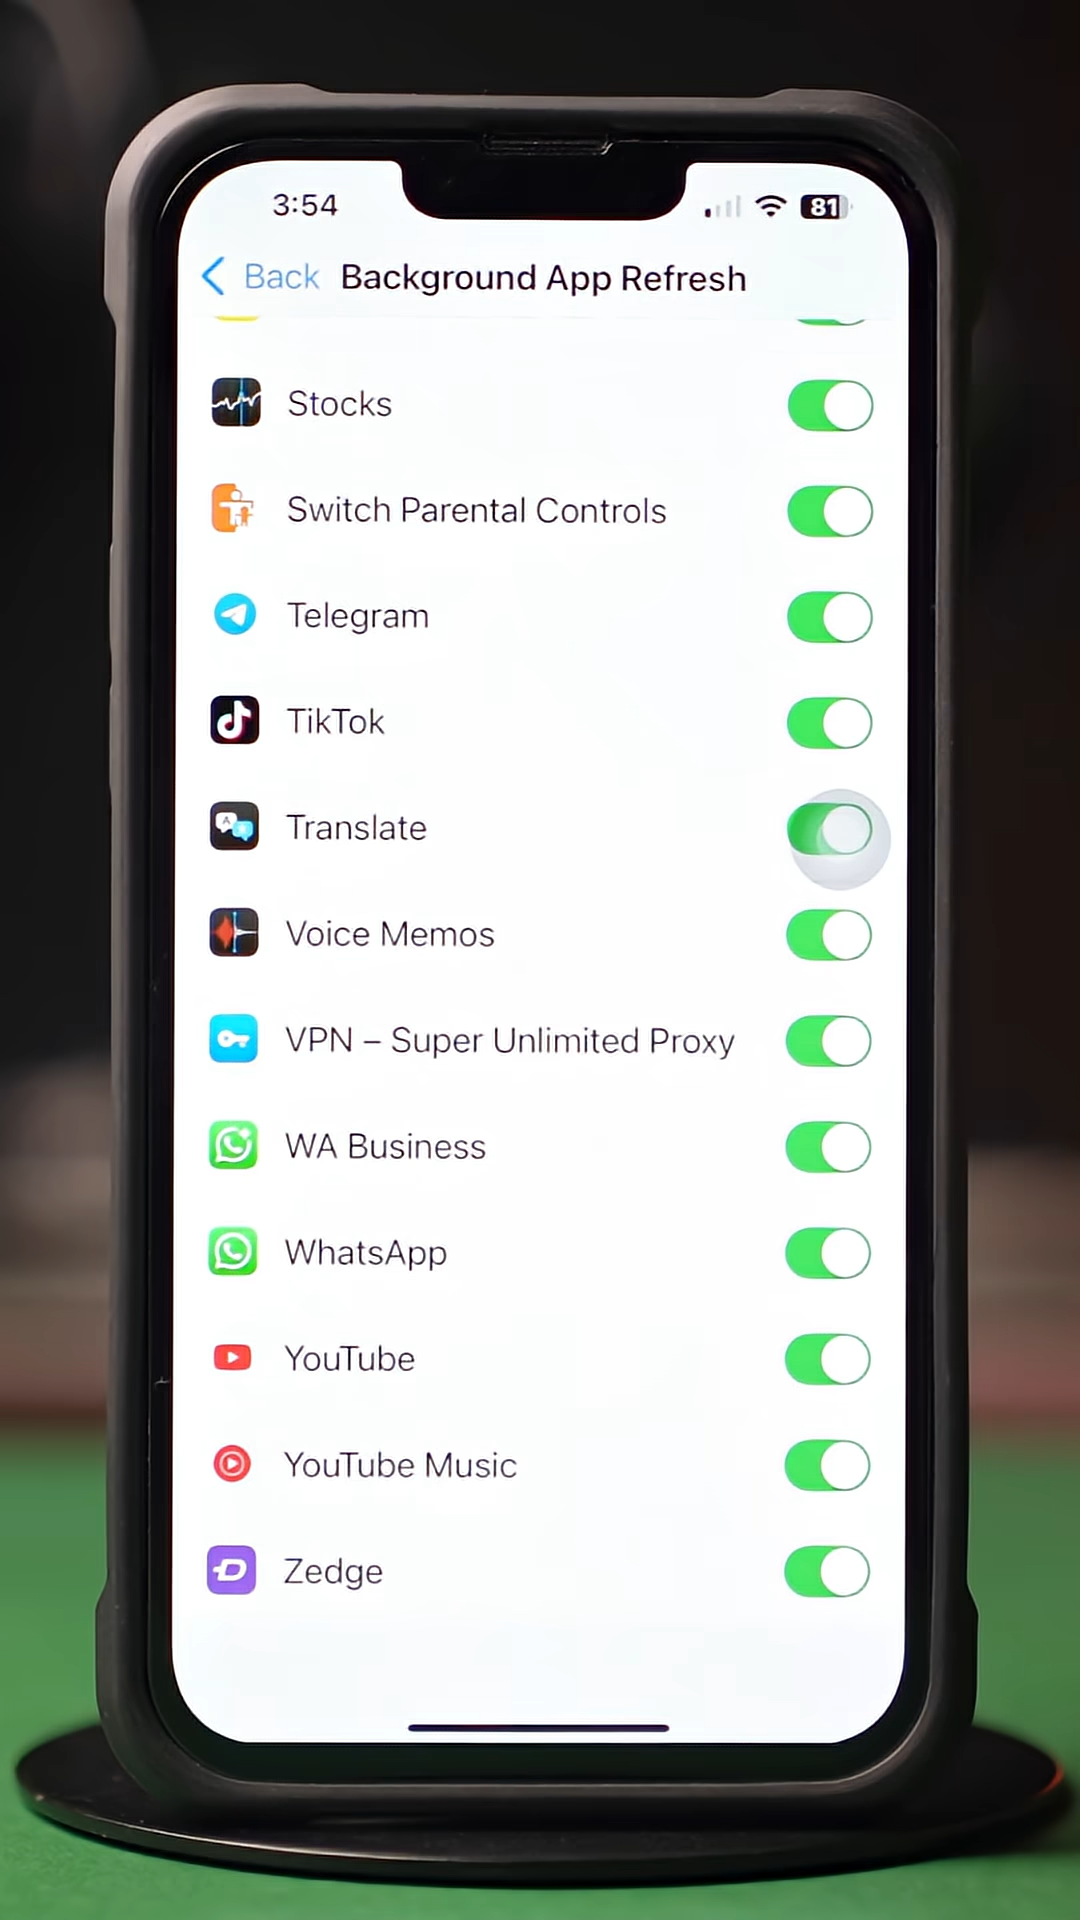 3:54
81
Back Background App Refresh
Stocks
Switch Parental Controls
Telegram
TikTok
Translate
Voice Memos
VPN – Super Unlimited Proxy
WA Business
WhatsApp
YouTube
YouTube Music
Zedge